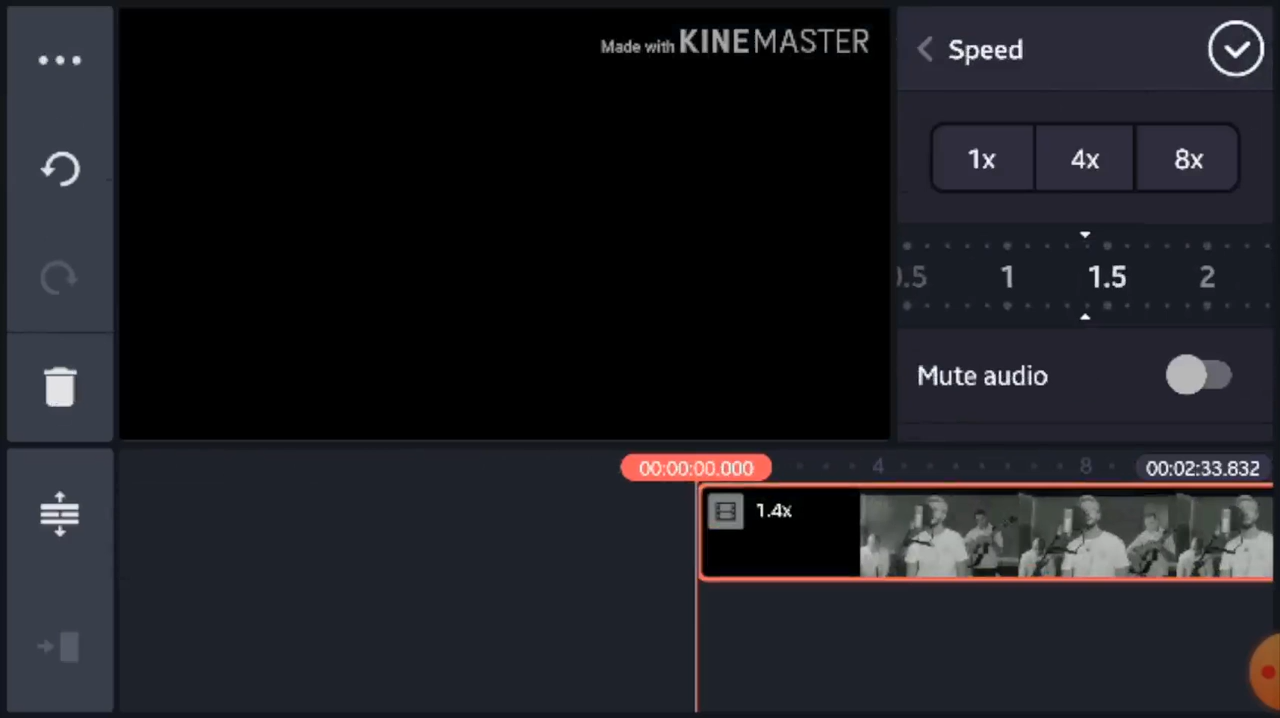 Made with KINEMASTER
Speed
1x 4x 8x
0.5 1 1.5 2
Mute audio
00:00:00.000 4 8 00:02:33.832
1.4x